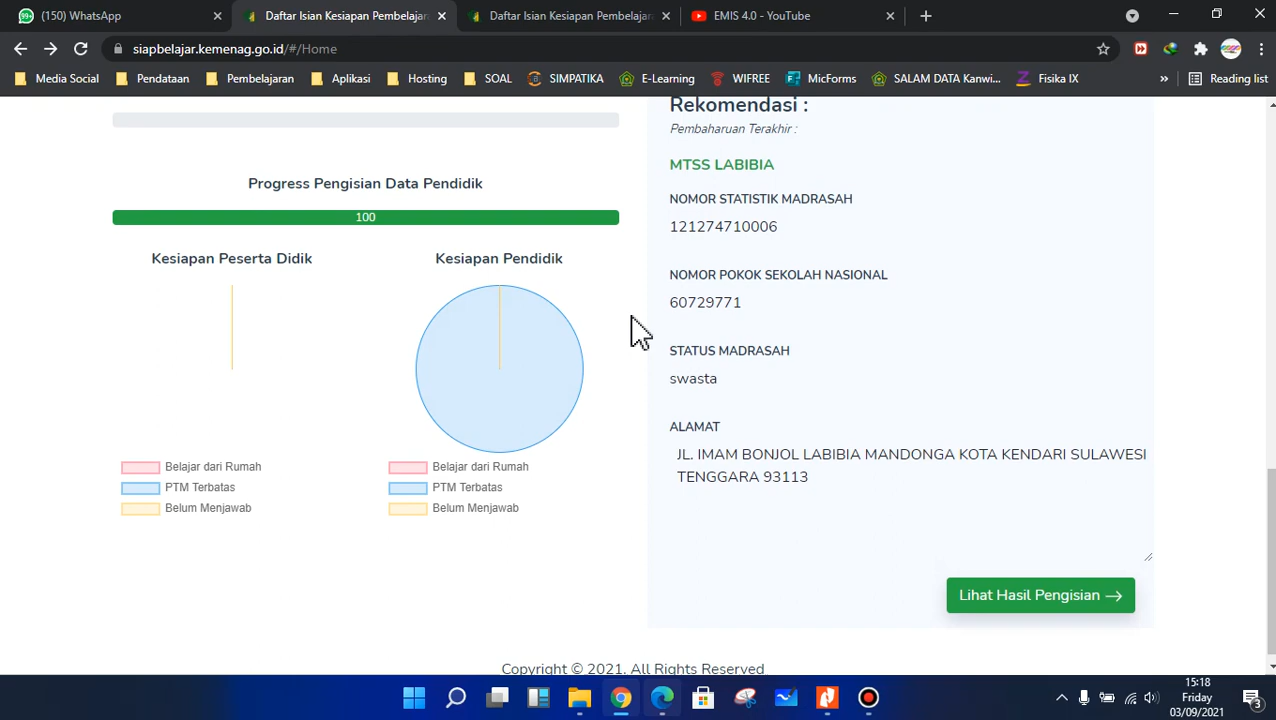 (150) WhatsApp
Daftar Isian Kesiapan Pembelajar
Daftar Isian Kesiapan Pembelajar
EMIS 4.0 - YouTube
siapbelajar.kemenag.go.id/#/Home
Media Social
Pendataan
Pembelajaran
Aplikasi
Hosting
SOAL
SIMPATIKA
E-Learning
WIFREE
MicForms
SALAM DATA Kanwi...
Fisika IX
»
Reading list
Progress Pengisian Data Pendidik
100
Kesiapan Peserta Didik
Kesiapan Pendidik
Belajar dari Rumah
PTM Terbatas
Belum Menjawab
Belajar dari Rumah
PTM Terbatas
Belum Menjawab
Rekomendasi :
Pembaharuan Terakhir :
MTSS LABIBIA
NOMOR STATISTIK MADRASAH
121274710006
NOMOR POKOK SEKOLAH NASIONAL
60729771
STATUS MADRASAH
swasta
ALAMAT
JL. IMAM BONJOL LABIBIA MANDONGA KOTA KENDARI SULAWESI
TENGGARA 93113
Lihat Hasil Pengisian
Copyright © 2021. All Rights Reserved
15:18
Friday
03/09/2021
3